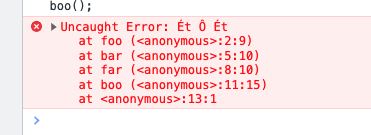 boo();
Uncaught Error: Ét Ô Ét
at foo (<anonymous>:2:9)
at bar (<anonymous>:5:10)
at far (<anonymous>:8:10)
at boo (<anonymous>:11:15)
at <anonymous>:13:1